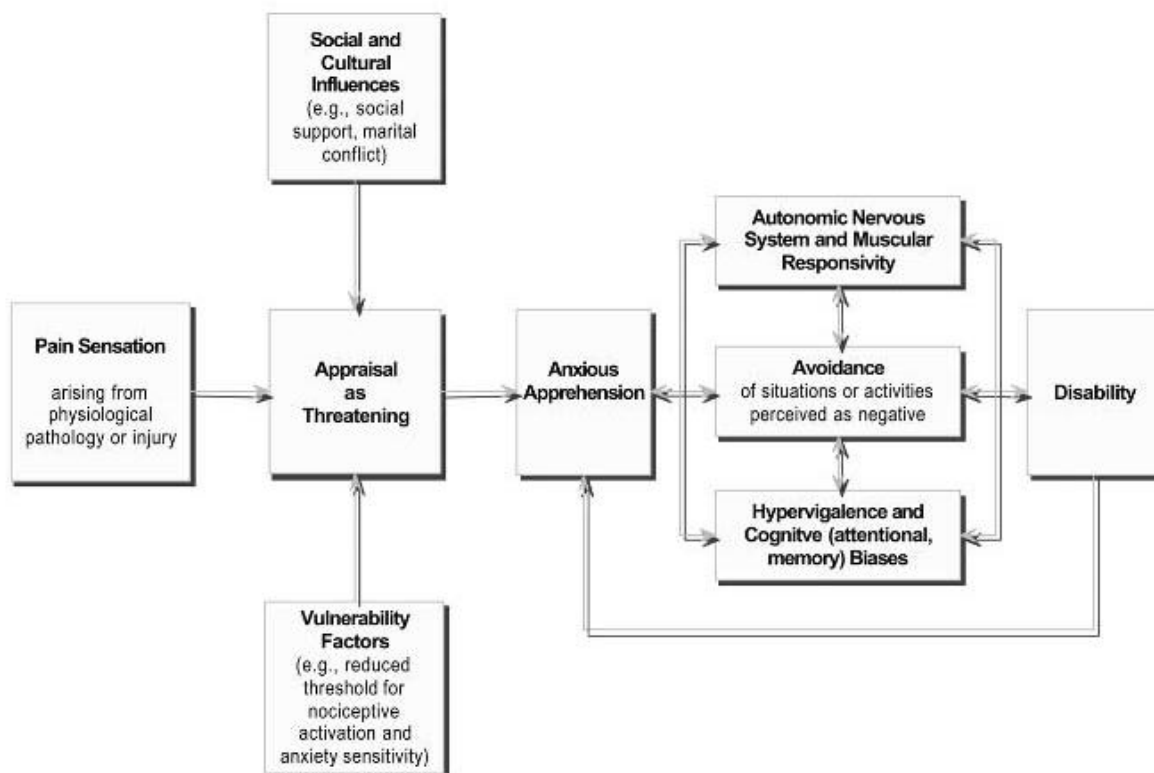 Social and
Cultural
Influences
(e.g., social
support, marital
conflict)
Autonomic Nervous
System and Muscular
Responsivity
Pain Sensation
arising from
physiological
pathology or injury
Appraisal
as
Threatening
Anxious
Apprehension
Avoidance
of situations or activities
perceived as negative
Disability
Hypervigalence and
Cognitve (attentional,
memory) Biases
Vulnerability
Factors
(e.g., reduced
threshold for
nociceptive
activation and
anxiety sensitivity)